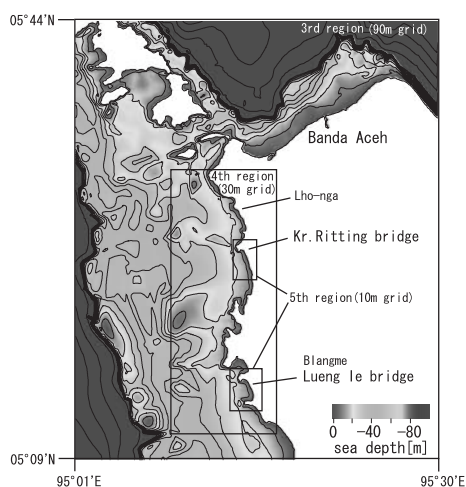 05°44′N
3rd region (90m grid)
Banda Aceh
4th region
(30m grid)
Lho-nga
Kr. Ritting bridge
5th region (10m grid)
Blangme
Lueng Ie bridge
0 -40 -80
sea depth[m]
05°09′N
95°01′E
95°30′E